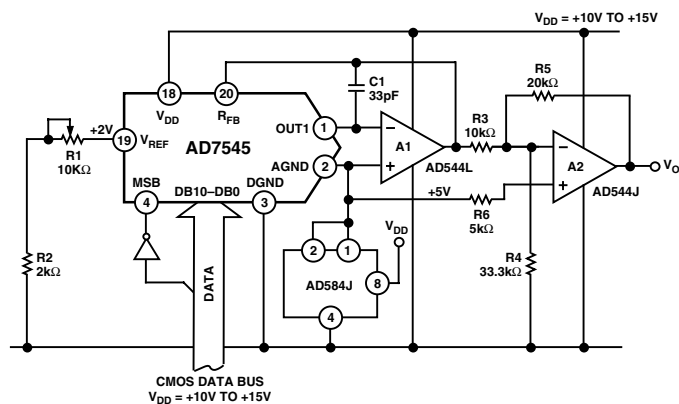 V_DD = +10V TO +15V
18
20
V_DD
R_FB
C1
33pF
R5
20kΩ
OUT1
1
R3
10kΩ
+2V
19
V_REF
AD7545
A1
R1
10KΩ
AGND
2
AD544L
A2
V_O
MSB
DB10–DB0
DGND
4
3
+5V
AD544J
R6
5kΩ
V_DD
R2
2kΩ
DATA
2
1
8
AD584J
4
R4
33.3kΩ
CMOS DATA BUS
V_DD = +10V TO +15V